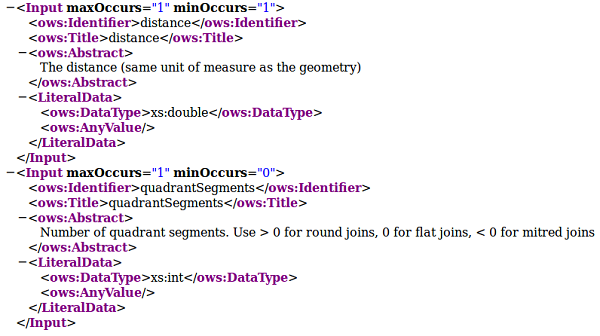 −<Input maxOccurs="1" minOccurs="1">
<ows:Identifier>distance</ows:Identifier>
<ows:Title>distance</ows:Title>
−<ows:Abstract>
The distance (same unit of measure as the geometry)
</ows:Abstract>
−<LiteralData>
<ows:DataType>xs:double</ows:DataType>
<ows:AnyValue/>
</LiteralData>
</Input>
−<Input maxOccurs="1" minOccurs="0">
<ows:Identifier>quadrantSegments</ows:Identifier>
<ows:Title>quadrantSegments</ows:Title>
−<ows:Abstract>
Number of quadrant segments. Use > 0 for round joins, 0 for flat joins, < 0 for mitred joins
</ows:Abstract>
−<LiteralData>
<ows:DataType>xs:int</ows:DataType>
<ows:AnyValue/>
</LiteralData>
</Input>